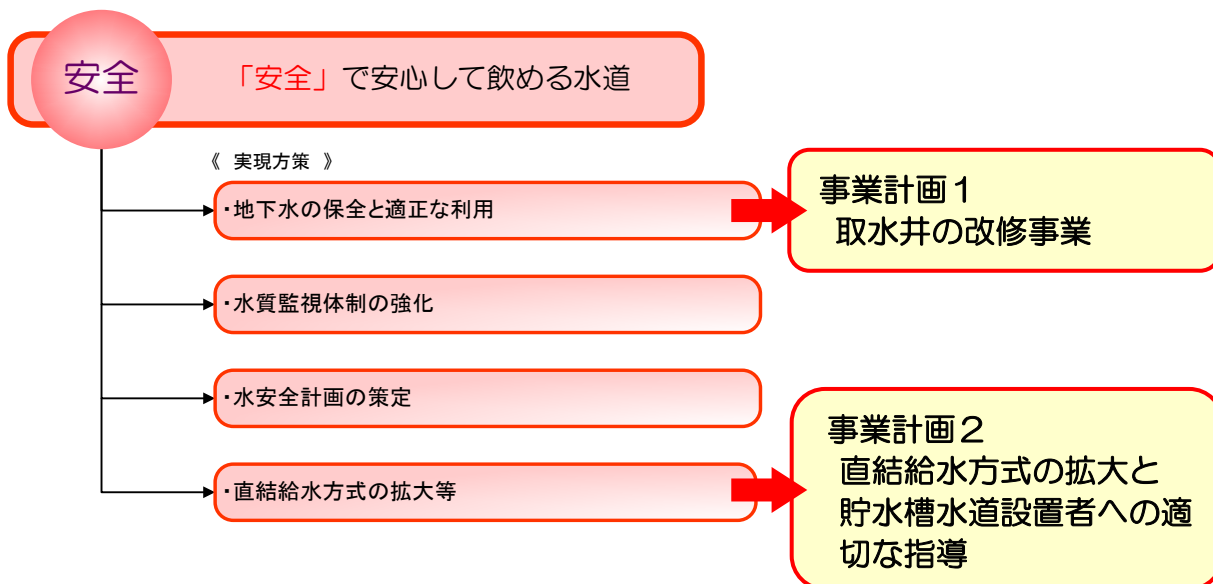 安全
「安全」で安心して飲める水道
《 実現方策 》
・地下水の保全と適正な利用
事業計画１
取水井の改修事業
・水質監視体制の強化
・水安全計画の策定
・直結給水方式の拡大等
事業計画２
直結給水方式の拡大と
貯水槽水道設置者への適
切な指導